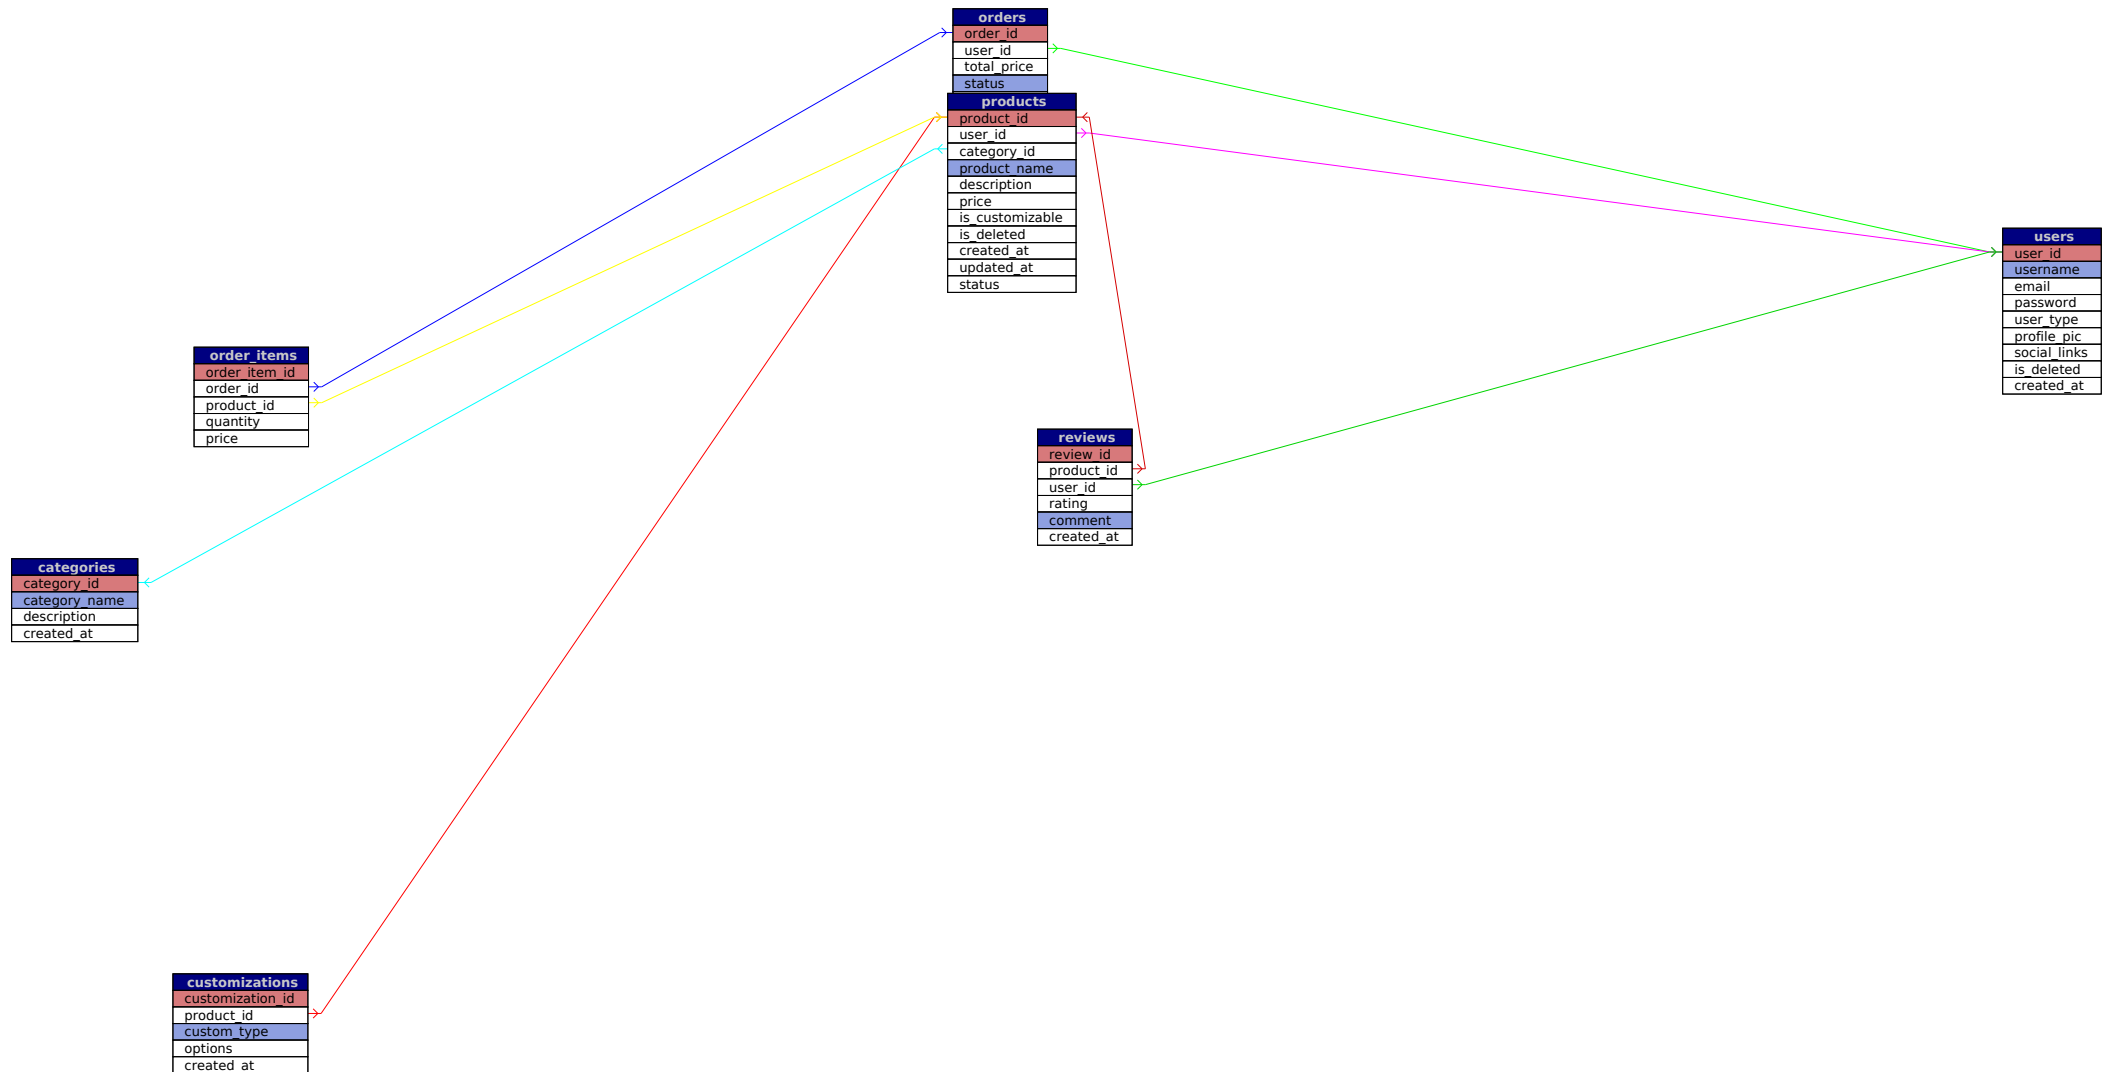 orders
order_id
user_id
total_price
status
products
product_id
user_id
category_id
product_name
description
price
is_customizable
is_deleted
created_at
updated_at
status
users
user_id
username
email
password
user_type
profile_pic
social_links
is_deleted
created_at
order_items
order_item_id
order_id
product_id
quantity
price
reviews
review_id
product_id
user_id
rating
comment
created_at
categories
category_id
category_name
description
created_at
customizations
customization_id
product_id
custom_type
options
created_at